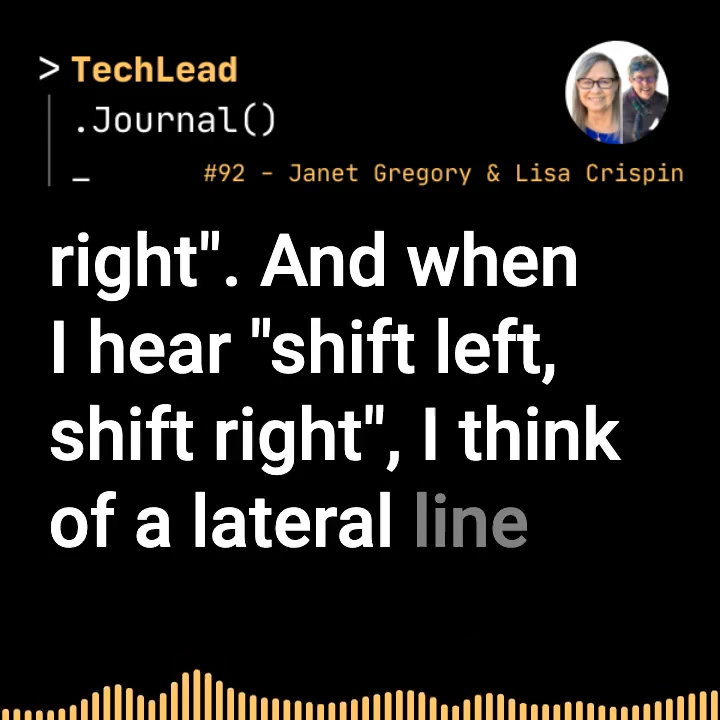 > TechLead
.Journal()
_
#92 - Janet Gregory & Lisa Crispin
right". And when
I hear "shift left,
shift right", I think
of a lateral line